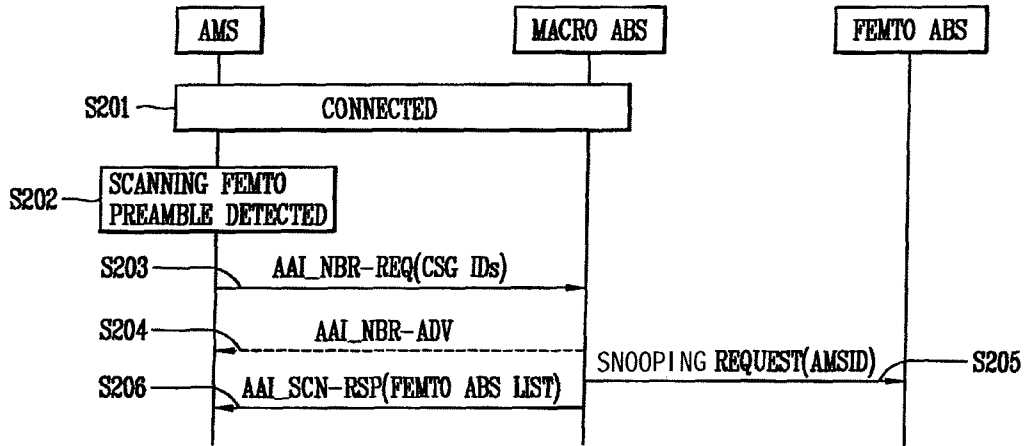 AMS
MACRO ABS
FEMTO ABS
S201
CONNECTED
S202
SCANNING FEMTO
PREAMBLE DETECTED
S203
AAI_NBR-REQ(CSG IDs)
S204
AAI_NBR-ADV
SNOOPING REQUEST(AMSID)
S205
S206
AAI_SCN-RSP(FEMTO ABS LIST)